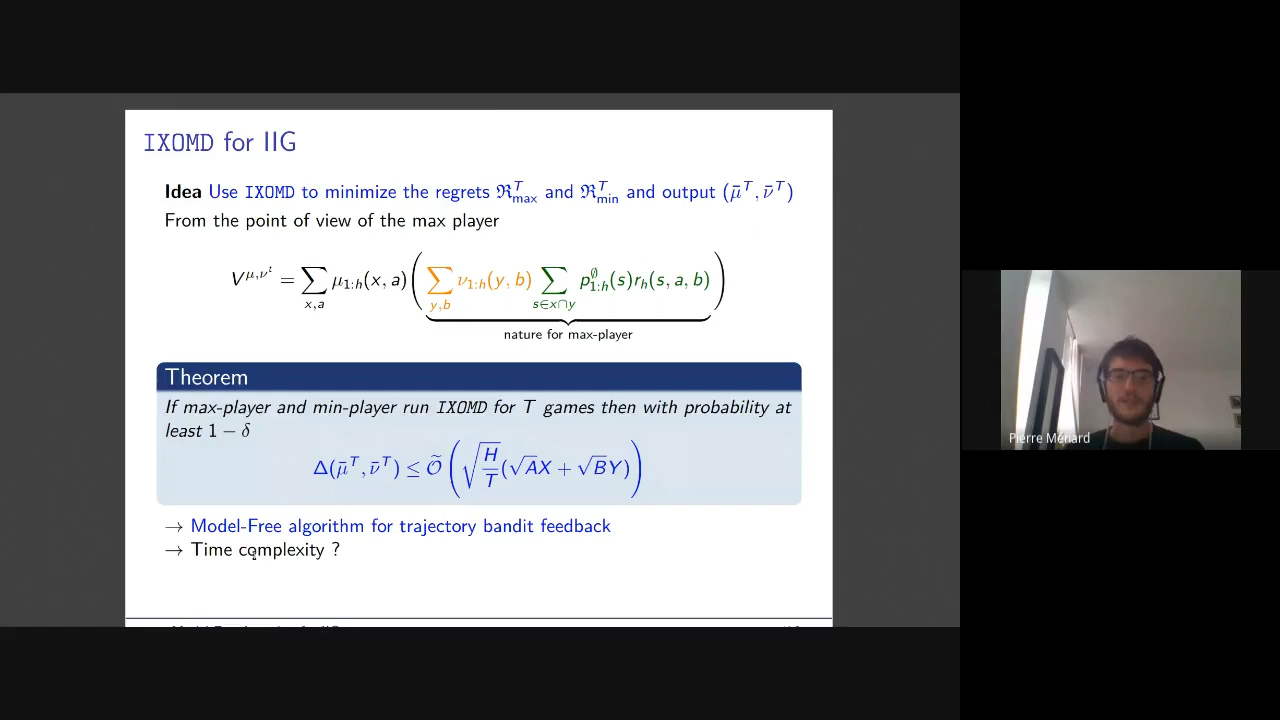 IXOMD for IIG
Idea Use IXOMD to minimize the regrets ℜ^T_max and ℜ^T_min and output (μ̄^T, ν̄^T)
From the point of view of the max player
V^{μ,ν^t} = ∑_{x,a} μ_{1:h}(x, a) ( ∑_{y,b} ν_{1:h}(y, b) ∑_{s∈x∩y} p^∅_{1:h}(s) r_h(s, a, b) )
nature for max-player
Theorem
If max-player and min-player run IXOMD for T games then with probability at
least 1 − δ
Δ(μ̄^T, ν̄^T) ≤ Õ ( √(H/T) (√A X + √B Y) )
→ Model-Free algorithm for trajectory bandit feedback
→ Time complexity ?
Pierre Ménard